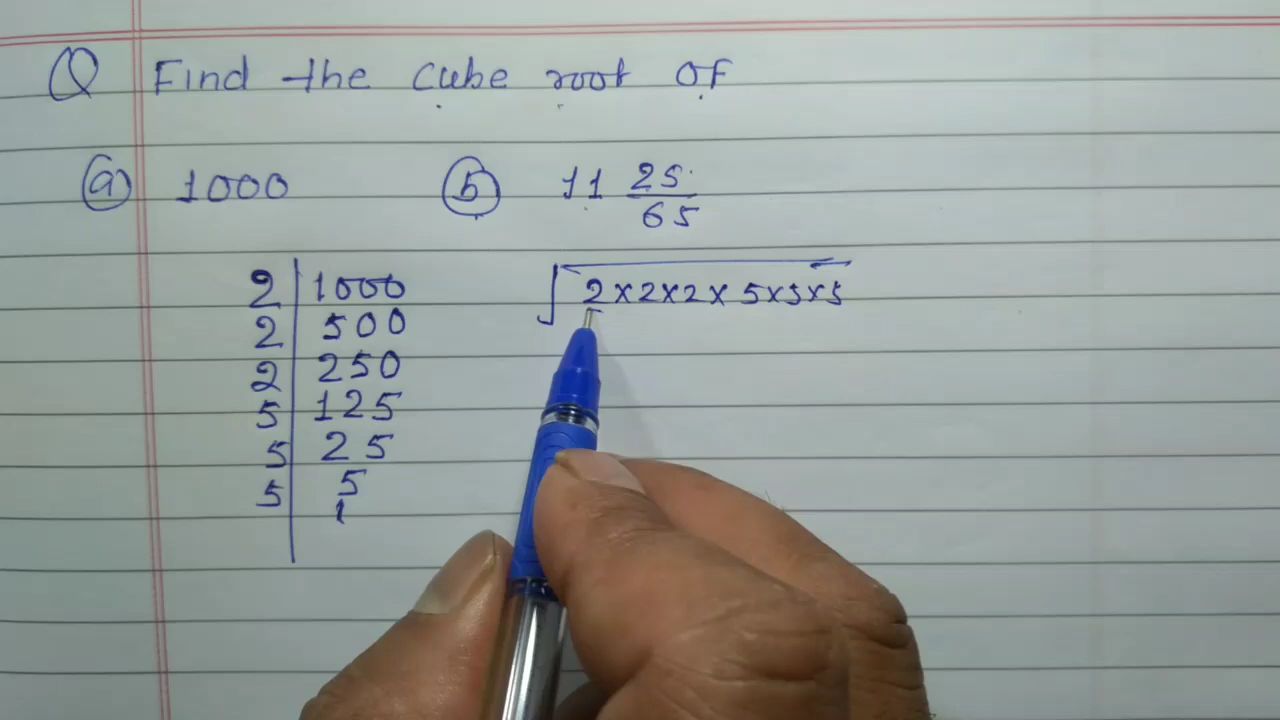 Q Find the cube root of
a 1000 b 11 25/65
2 1000 √2×2×2×5×5×5
2 500
2 250
5 125
5 25
5 5
1